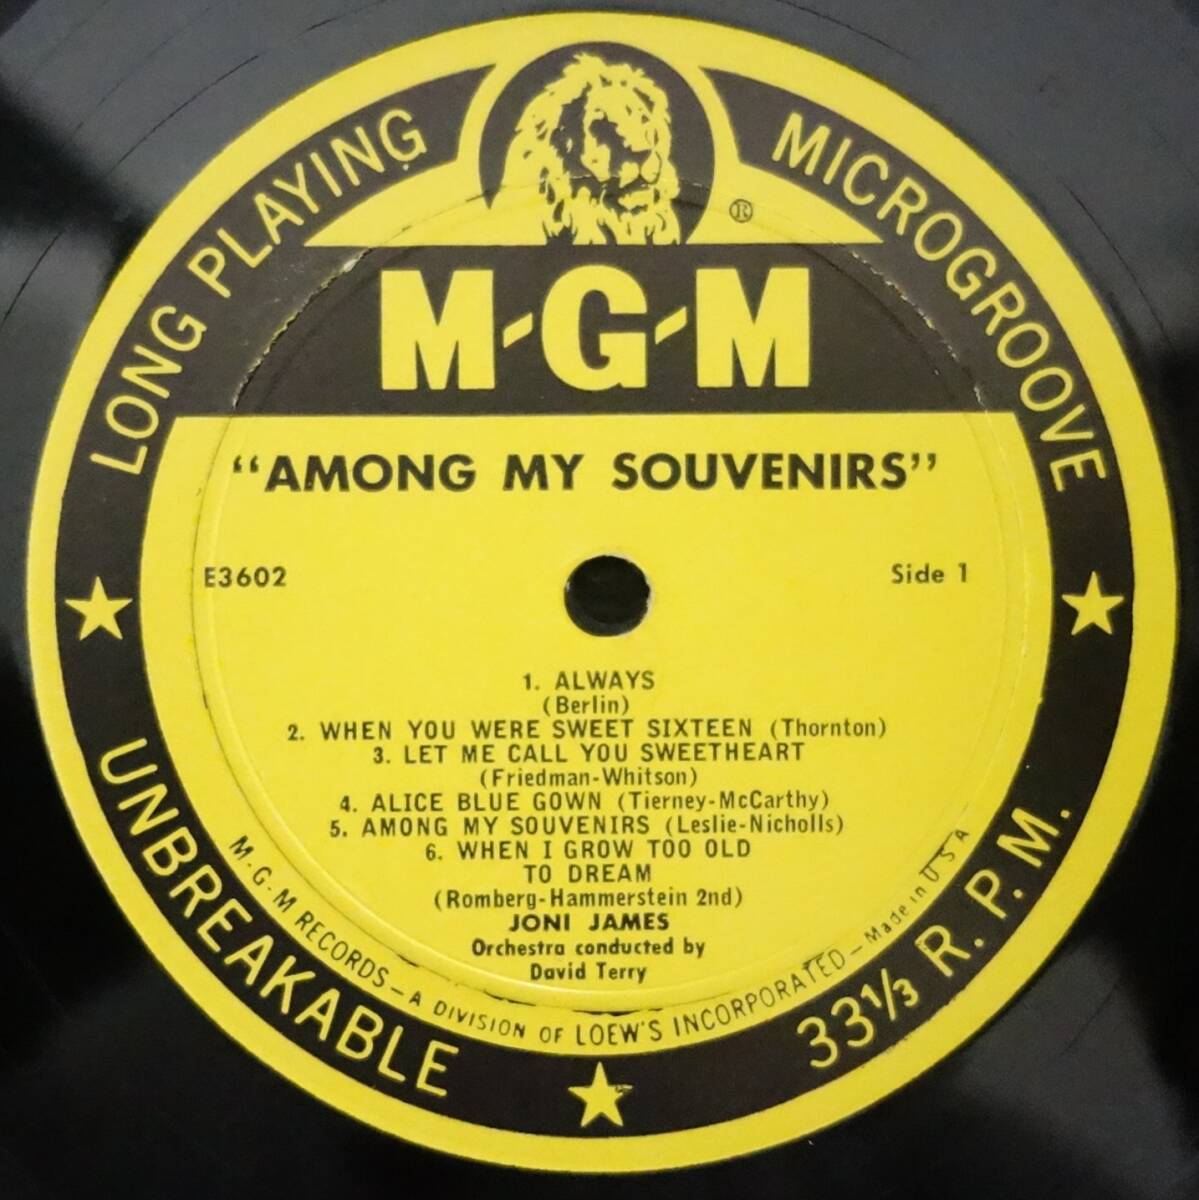 LONG PLAYING
MICROGROOVE
®
M-G-M
"AMONG MY SOUVENIRS"
E3602
Side 1
1. ALWAYS
(Berlin)
2. WHEN YOU WERE SWEET SIXTEEN (Thornton)
3. LET ME CALL YOU SWEETHEART
(Friedman-Whitson)
4. ALICE BLUE GOWN (Tierney-McCarthy)
5. AMONG MY SOUVENIRS (Leslie-Nicholls)
6. WHEN I GROW TOO OLD
TO DREAM
(Romberg-Hammerstein 2nd)
JONI JAMES
Orchestra conducted by
David Terry
M-G-M RECORDS — A DIVISION OF LOEW'S INCORPORATED — Made in U S A
UNBREAKABLE
33⅓ R. P. M.